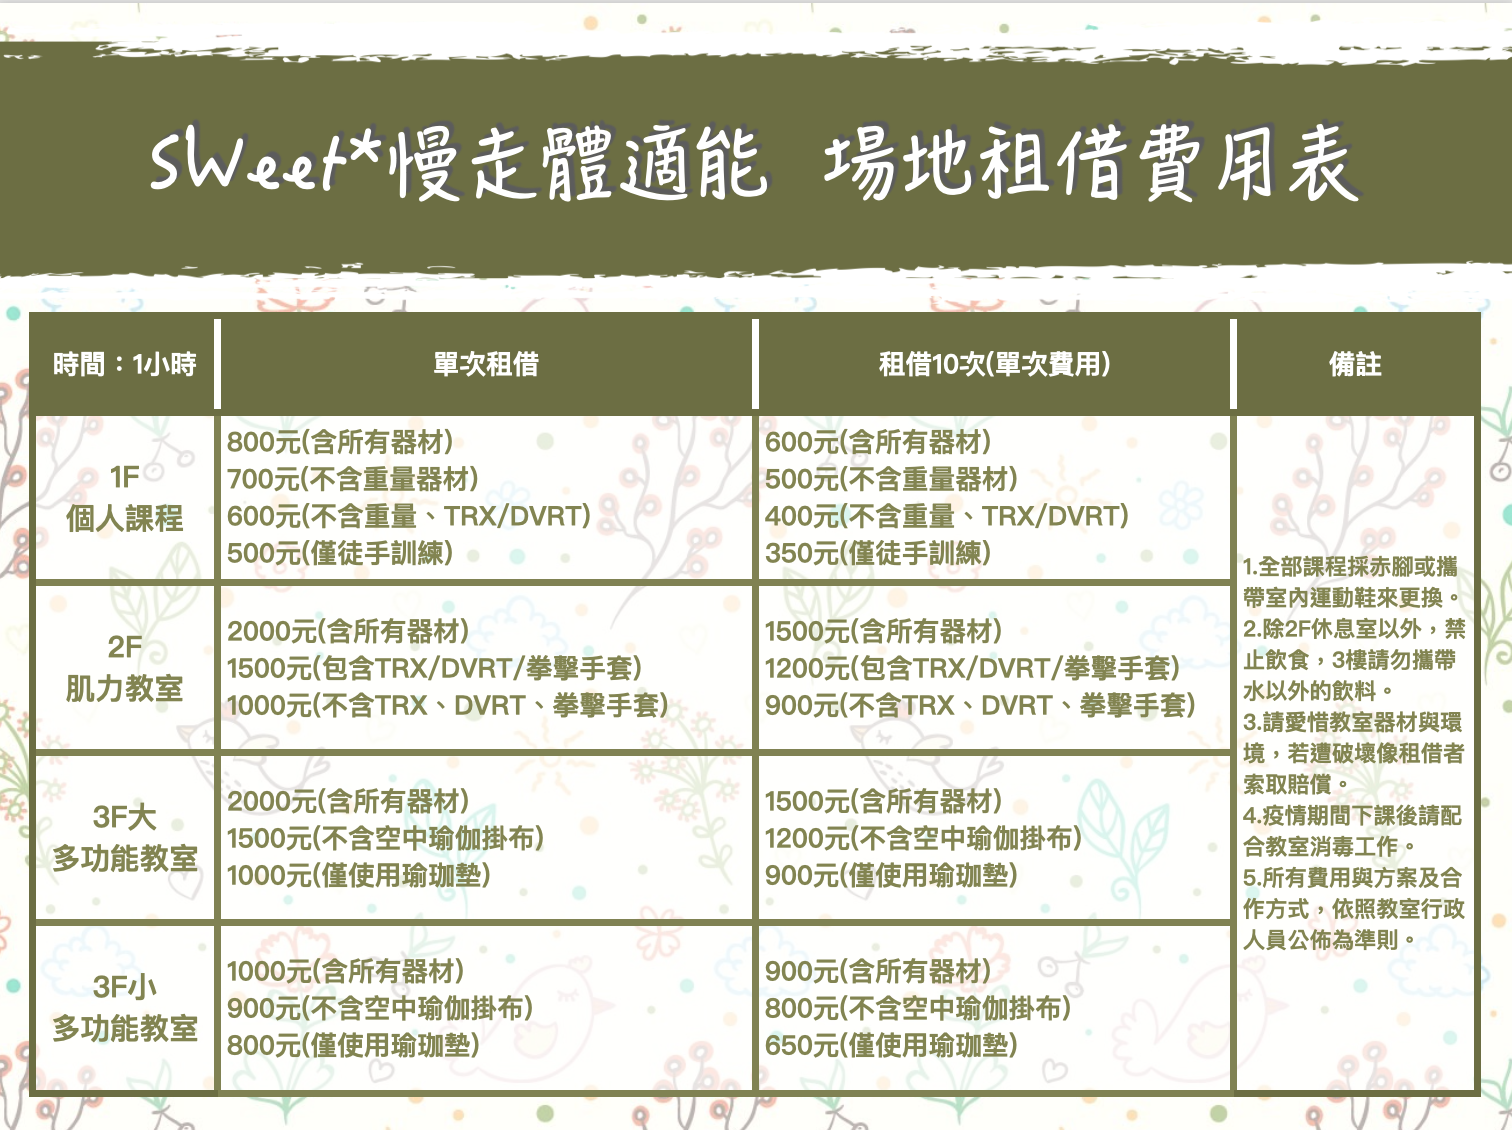 sweet*慢走體適能 場地租借費用表
時間：1小時
單次租借
租借10次(單次費用)
備註
1F
個人課程
800元(含所有器材)
700元(不含重量器材)
600元(不含重量、TRX/DVRT)
500元(僅徒手訓練)
600元(含所有器材)
500元(不含重量器材)
400元(不含重量、TRX/DVRT)
350元(僅徒手訓練)
2F
肌力教室
2000元(含所有器材)
1500元(包含TRX/DVRT/拳擊手套)
1000元(不含TRX、DVRT、拳擊手套)
1500元(含所有器材)
1200元(包含TRX/DVRT/拳擊手套)
900元(不含TRX、DVRT、拳擊手套)
3F大
多功能教室
2000元(含所有器材)
1500元(不含空中瑜伽掛布)
1000元(僅使用瑜珈墊)
1500元(含所有器材)
1200元(不含空中瑜伽掛布)
900元(僅使用瑜珈墊)
3F小
多功能教室
1000元(含所有器材)
900元(不含空中瑜伽掛布)
800元(僅使用瑜珈墊)
900元(含所有器材)
800元(不含空中瑜伽掛布)
650元(僅使用瑜珈墊)
1.全部課程採赤腳或攜
帶室內運動鞋來更換。
2.除2F休息室以外，禁
止飲食，3樓請勿攜帶
水以外的飲料。
3.請愛惜教室器材與環
境，若遭破壞像租借者
索取賠償。
4.疫情期間下課後請配
合教室消毒工作。
5.所有費用與方案及合
作方式，依照教室行政
人員公佈為準則。